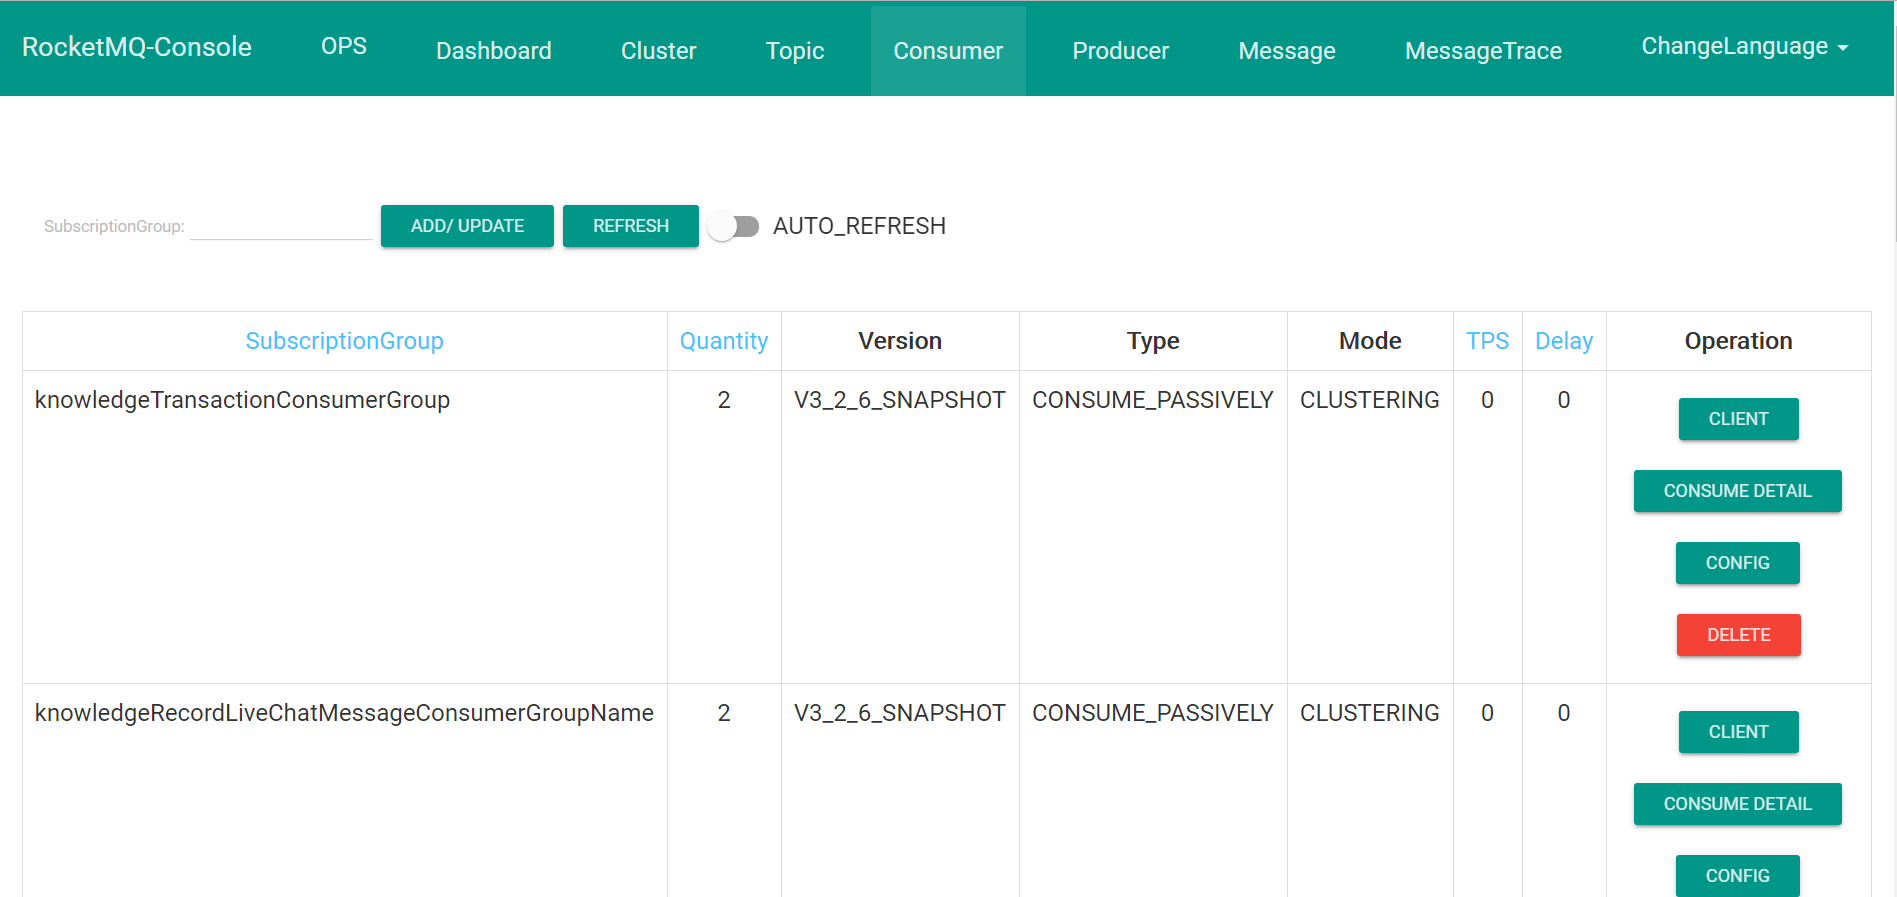 RocketMQ-Console OPS Dashboard Cluster Topic Consumer Producer Message MessageTrace ChangeLanguage
SubscriptionGroup: ADD/ UPDATE REFRESH AUTO_REFRESH
SubscriptionGroup Quantity Version Type Mode TPS Delay Operation
knowledgeTransactionConsumerGroup 2 V3_2_6_SNAPSHOT CONSUME_PASSIVELY CLUSTERING 0 0
CLIENT
CONSUME DETAIL
CONFIG
DELETE
knowledgeRecordLiveChatMessageConsumerGroupName 2 V3_2_6_SNAPSHOT CONSUME_PASSIVELY CLUSTERING 0 0
CLIENT
CONSUME DETAIL
CONFIG